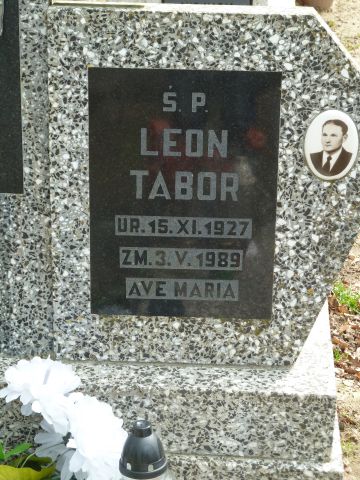 Ś. P.
LEON
TABOR
UR. 15. XI. 1927
ZM. 3. V. 1989
AVE MARIA